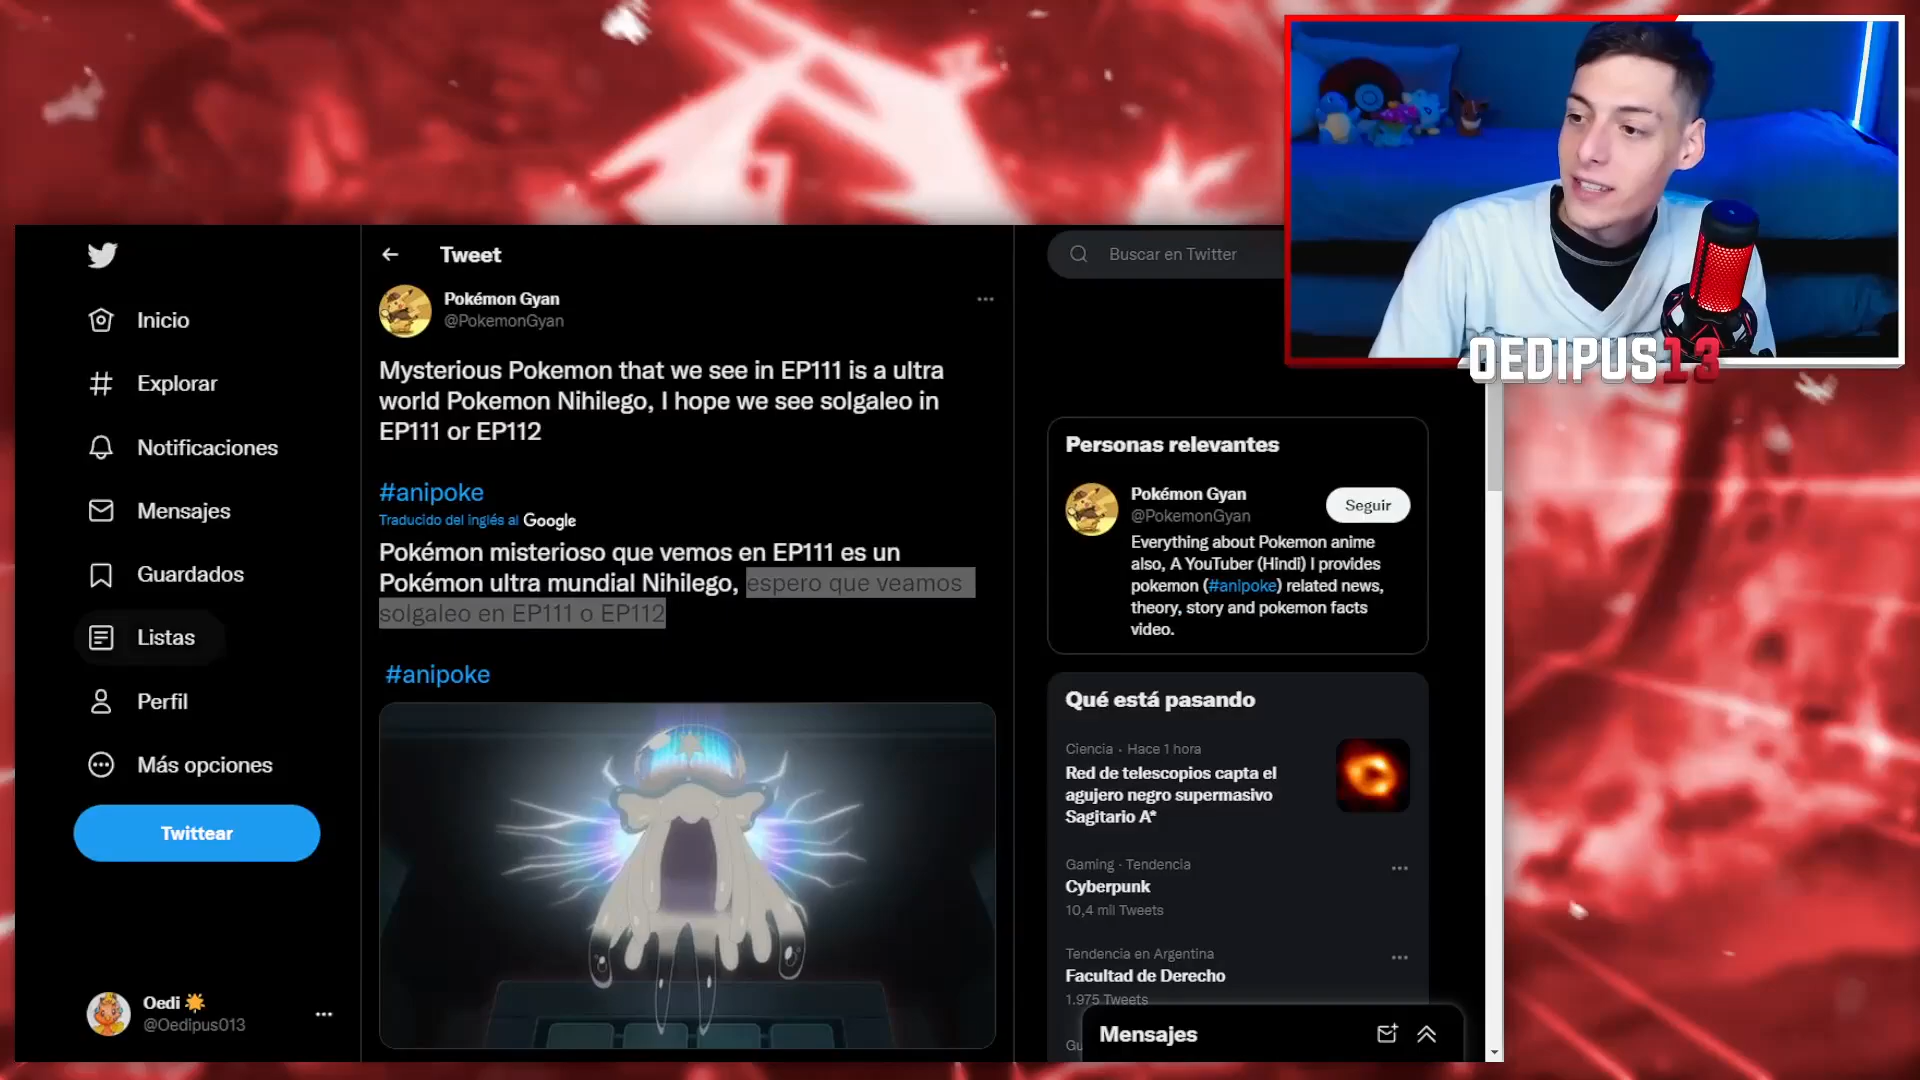 Inicio
Explorar
Notificaciones
Mensajes
Guardados
Listas
Perfil
Más opciones
Twittear
Oedi
@Oedipus013
Tweet
Pokémon Gyan
@PokemonGyan
Mysterious Pokemon that we see in EP111 is a ultra
world Pokemon Nihilego, I hope we see solgaleo in
EP111 or EP112
#anipoke
Traducido del inglés al Google
Pokémon misterioso que vemos en EP111 es un
Pokémon ultra mundial Nihilego, espero que veamos
solgaleo en EP111 o EP112
#anipoke
Buscar en Twitter
OEDIPUS13
Personas relevantes
Pokémon Gyan
@PokemonGyan
Seguir
Everything about Pokemon anime
also, A YouTuber (Hindi) I provides
pokemon (#anipoke) related news,
theory, story and pokemon facts
video.
Qué está pasando
Ciencia · Hace 1 hora
Red de telescopios capta el
agujero negro supermasivo
Sagitario A*
Gaming · Tendencia
Cyberpunk
10,4 mil Tweets
Tendencia en Argentina
Facultad de Derecho
1.975 Tweets
Mensajes